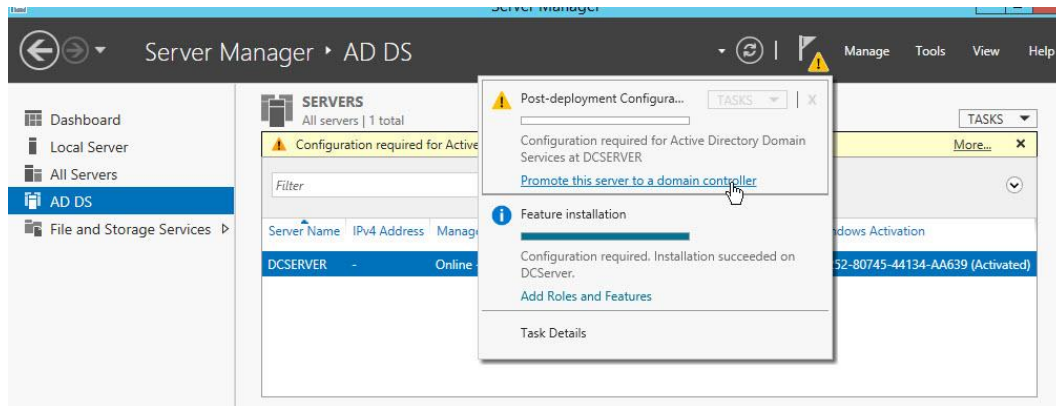 Server Manager
Server Manager ‣ AD DS
Manage Tools View Help
Dashboard
Local Server
All Servers
AD DS
File and Storage Services
SERVERS
All servers | 1 total
TASKS
Configuration required for Active
More...
Filter
Server Name IPv4 Address Manag
ndows Activation
DCSERVER - Online
52-80745-44134-AA639 (Activated)
Post-deployment Configura...
TASKS
X
Configuration required for Active Directory Domain
Services at DCSERVER
Promote this server to a domain controller
Feature installation
Configuration required. Installation succeeded on
DCServer.
Add Roles and Features
Task Details